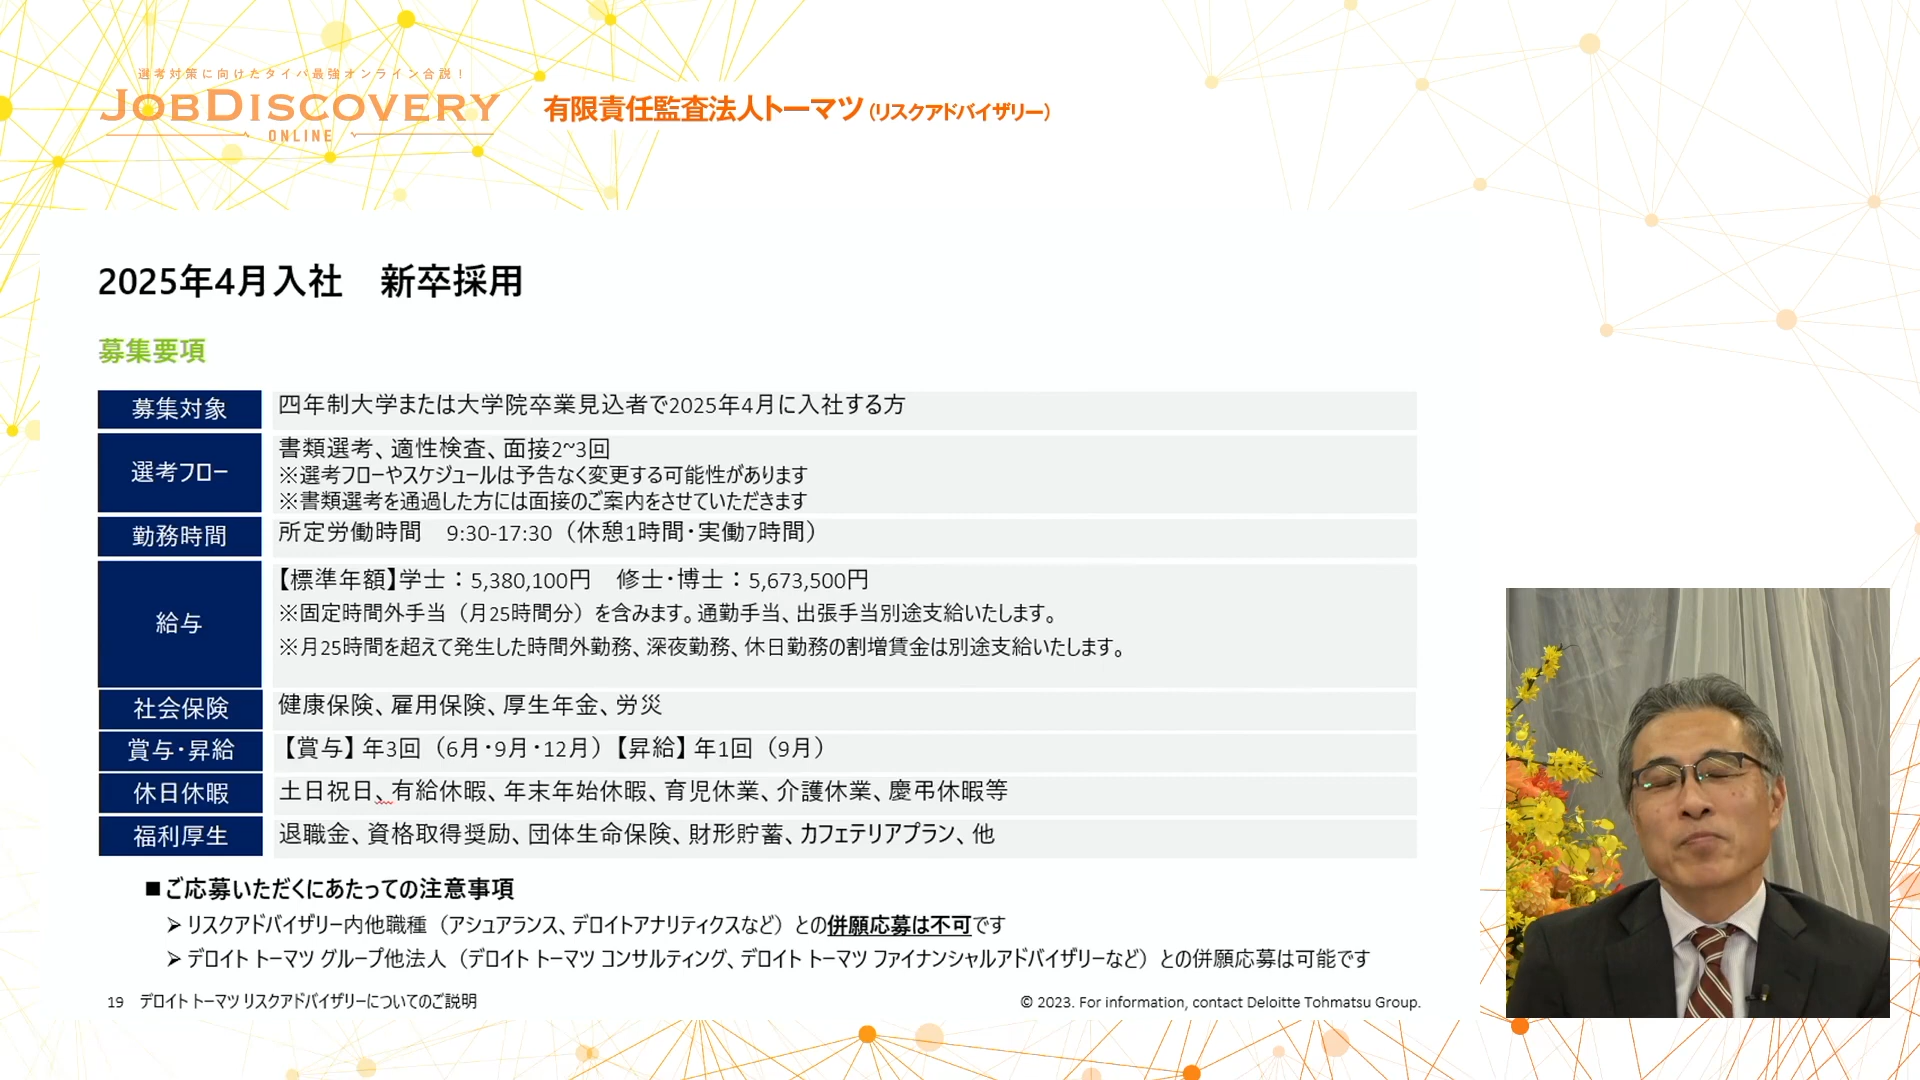 選考対策に向けたタイパ最強オンライン合説！
JOBDISCOVERY
ONLINE
有限責任監査法人トーマツ（リスクアドバイザリー）
2025年4月入社　新卒採用
募集要項
募集対象
四年制大学または大学院卒業見込者で2025年4月に入社する方
選考フロー
書類選考、適性検査、面接2~3回
※選考フローやスケジュールは予告なく変更する可能性があります
※書類選考を通過した方には面接のご案内をさせていただきます
勤務時間
所定労働時間　9:30-17:30（休憩1時間・実働7時間）
給与
【標準年額】学士：5,380,100円　修士・博士：5,673,500円
※固定時間外手当（月25時間分）を含みます。通勤手当、出張手当別途支給いたします。
※月25時間を超えて発生した時間外勤務、深夜勤務、休日勤務の割増賃金は別途支給いたします。
社会保険
健康保険、雇用保険、厚生年金、労災
賞与・昇給
【賞与】年3回（6月・9月・12月）【昇給】年1回（9月）
休日休暇
土日祝日、有給休暇、年末年始休暇、育児休業、介護休業、慶弔休暇等
福利厚生
退職金、資格取得奨励、団体生命保険、財形貯蓄、カフェテリアプラン、他
■ご応募いただくにあたっての注意事項
➢リスクアドバイザリー内他職種（アシュアランス、デロイトアナリティクスなど）との併願応募は不可です
➢デロイト トーマツ グループ他法人（デロイト トーマツ コンサルティング、デロイト トーマツ ファイナンシャルアドバイザリーなど）との併願応募は可能です
19　デロイト トーマツ リスクアドバイザリーについてのご説明
© 2023. For information, contact Deloitte Tohmatsu Group.